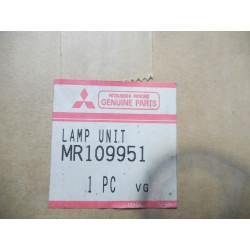 MITSUBISHI MOTORS
GENUINE PARTS
LAMP UNIT
MR109951
1 PC VG